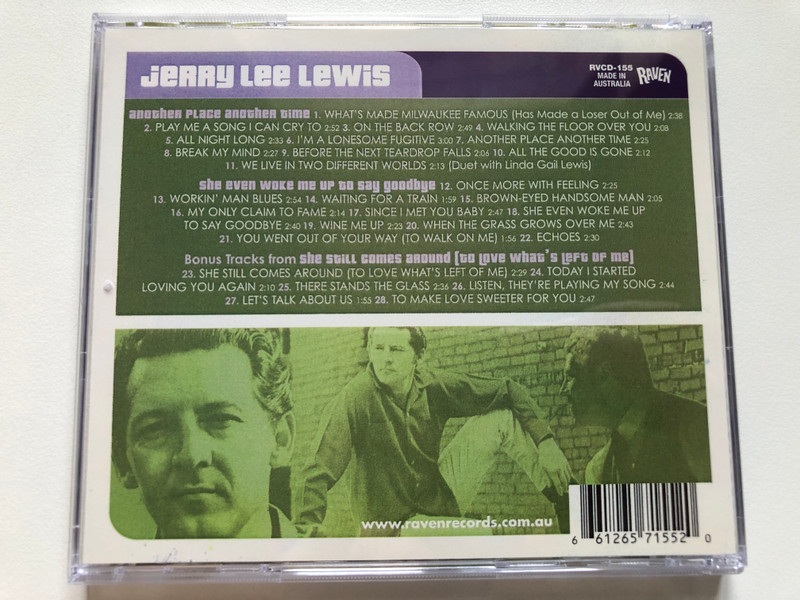 Jerry Lee Lewis
RVCD-155
MADE IN
AUSTRALIA
RAVEN
another place another time 1. WHAT'S MADE MILWAUKEE FAMOUS (Has Made a Loser Out of Me) 2:38
2. PLAY ME A SONG I CAN CRY TO 2:52 3. ON THE BACK ROW 2:49 4. WALKING THE FLOOR OVER YOU 2:08
5. ALL NIGHT LONG 2:33 6. I'M A LONESOME FUGITIVE 3:00 7. ANOTHER PLACE ANOTHER TIME 2:25
8. BREAK MY MIND 2:27 9. BEFORE THE NEXT TEARDROP FALLS 2:06 10. ALL THE GOOD IS GONE 2:12
11. WE LIVE IN TWO DIFFERENT WORLDS 2:13 (Duet with Linda Gail Lewis)
she even woke me up to say goodbye 12. ONCE MORE WITH FEELING 2:25
13. WORKIN' MAN BLUES 2:54 14. WAITING FOR A TRAIN 1:59 15. BROWN-EYED HANDSOME MAN 2:05
16. MY ONLY CLAIM TO FAME 2:14 17. SINCE I MET YOU BABY 2:47 18. SHE EVEN WOKE ME UP
TO SAY GOODBYE 2:40 19. WINE ME UP 2:23 20. WHEN THE GRASS GROWS OVER ME 2:43
21. YOU WENT OUT OF YOUR WAY (TO WALK ON ME) 1:56 22. ECHOES 2:30
Bonus Tracks from she still comes around [to love what's left of me]
23. SHE STILL COMES AROUND (TO LOVE WHAT'S LEFT OF ME) 2:29 24. TODAY I STARTED
LOVING YOU AGAIN 2:10 25. THERE STANDS THE GLASS 2:36 26. LISTEN, THEY'RE PLAYING MY SONG 2:44
27. LET'S TALK ABOUT US 1:55 28. TO MAKE LOVE SWEETER FOR YOU 2:47
www.ravenrecords.com.au
6 61265 71552 0